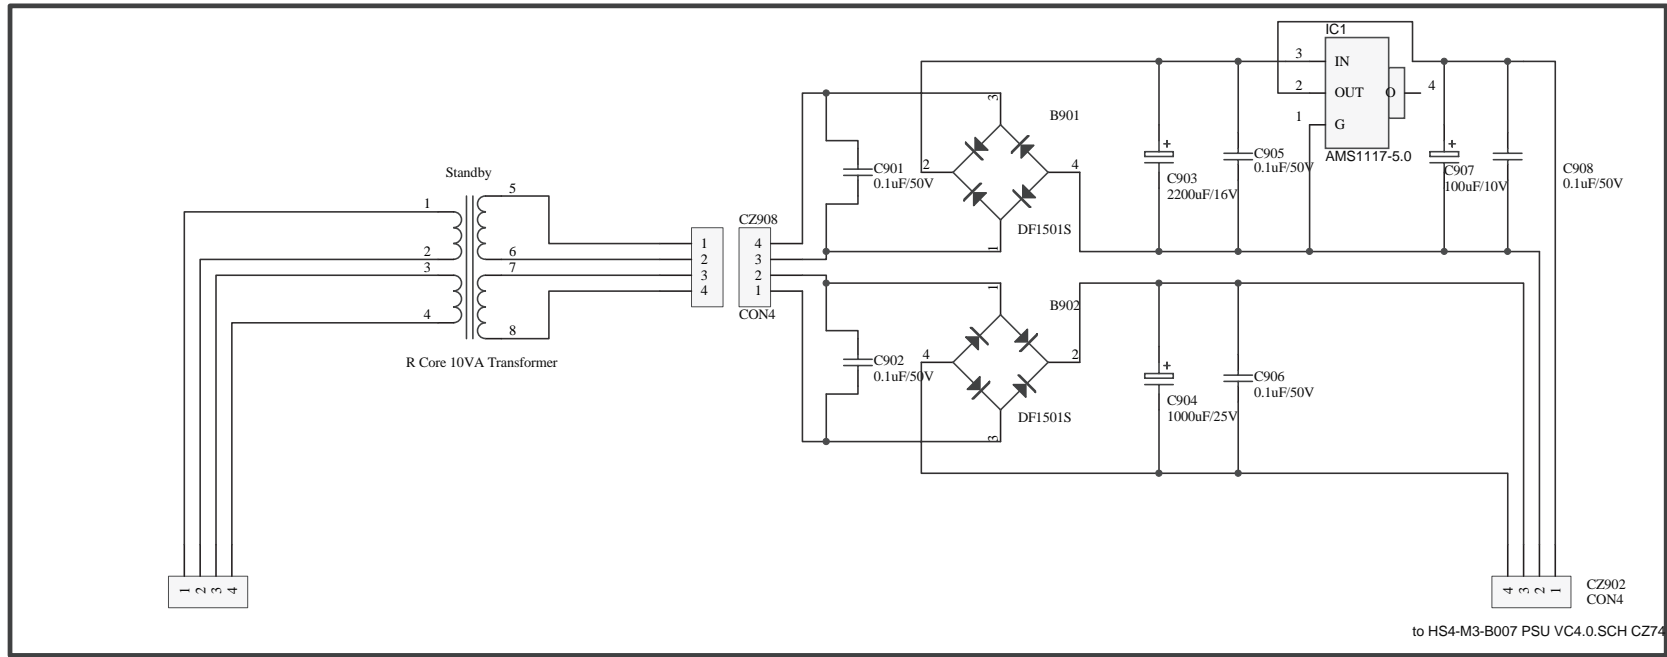 IC1
3 IN
2 OUT O 4
1 G
AMS1117-5.0
3
B901
2
4
+
C903
2200uF/16V
C905
0.1uF/50V
+
C907
100uF/10V
C908
0.1uF/50V
C901
0.1uF/50V
1
DF1501S
Standby
1
2
3
4
5
6
7
8
R Core 10VA Transformer
1
2
3
4
CZ908
4
3
2
1
CON4
1
B902
4
2
C902
0.1uF/50V
3
DF1501S
+
C904
1000uF/25V
C906
0.1uF/50V
1 2 3 4
4 3 2 1
CZ902
CON4
to HS4-M3-B007 PSU VC4.0.SCH CZ74